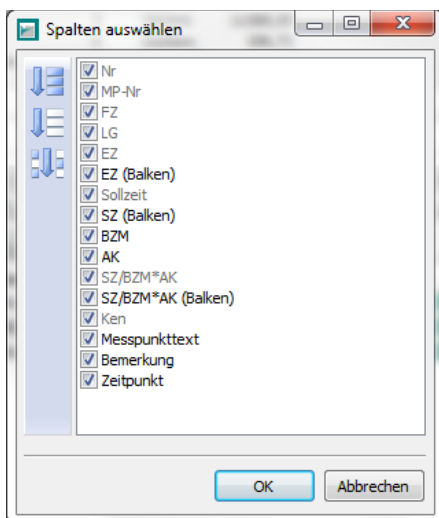 Spalten auswählen
Nr
MP-Nr
FZ
LG
EZ
EZ (Balken)
Sollzeit
SZ (Balken)
BZM
AK
SZ/BZM*AK
SZ/BZM*AK (Balken)
Ken
Messpunkttext
Bemerkung
Zeitpunkt
OK Abbrechen